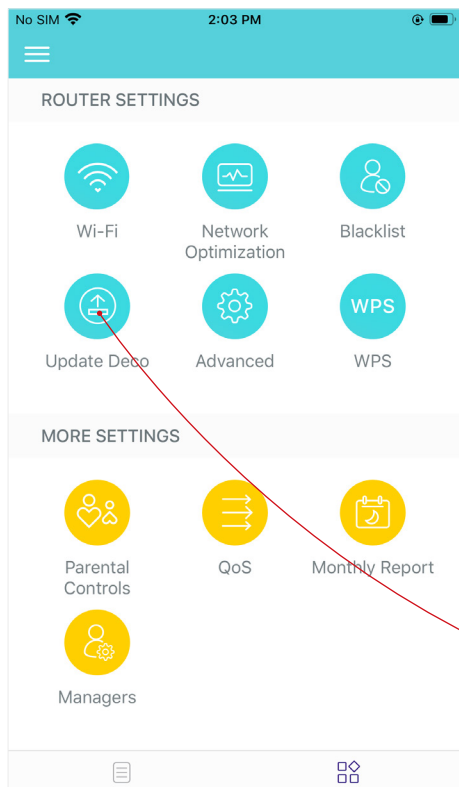 No SIM 2:03 PM
ROUTER SETTINGS
Wi-Fi Network Optimization Blacklist
Update Deco Advanced WPS WPS
MORE SETTINGS
Parental Controls QoS Monthly Report
Managers